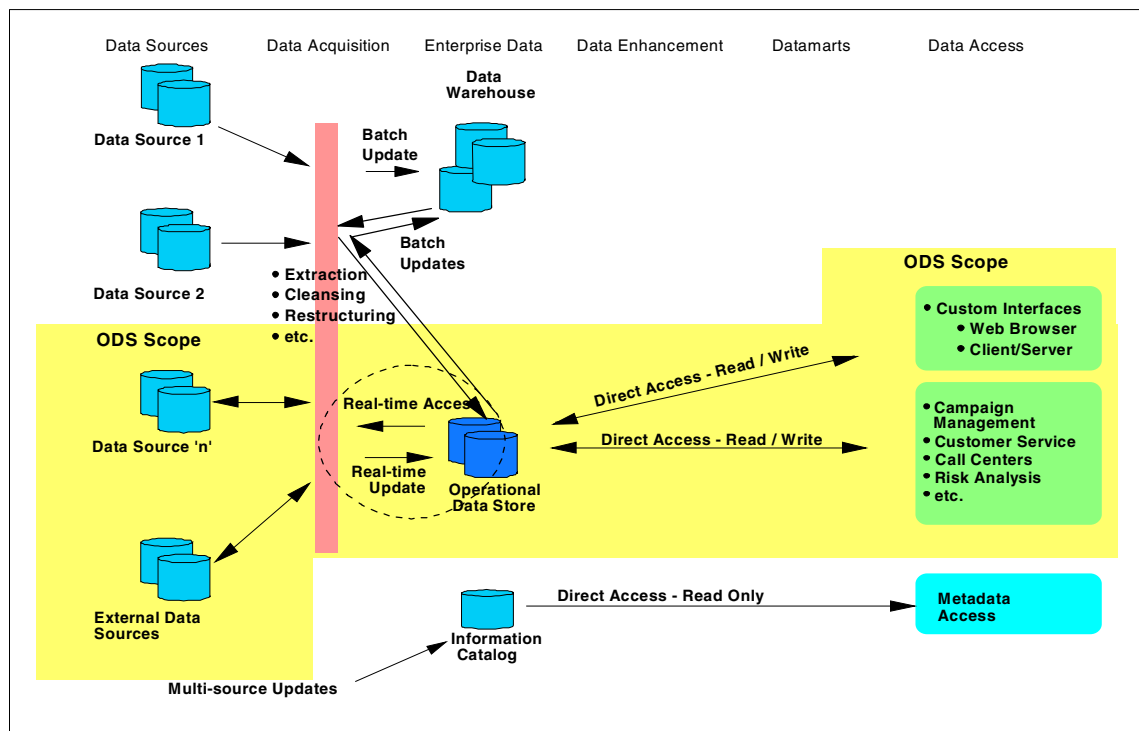 Data Sources
Data Acquisition
Enterprise Data
Data Enhancement
Datamarts
Data Access
Data
Warehouse
Data Source 1
Batch
Update
Data Source 2
Batch
Updates
• Extraction
• Cleansing
• Restructuring
• etc.
ODS Scope
• Custom Interfaces
• Web Browser
• Client/Server
ODS Scope
Data Source 'n'
Real-time Access
Real-time
Update
Operational
Data Store
Direct Access - Read / Write
Direct Access - Read / Write
• Campaign
Management
• Customer Service
• Call Centers
• Risk Analysis
• etc.
External Data
Sources
Information
Catalog
Direct Access - Read Only
Metadata
Access
Multi-source Updates